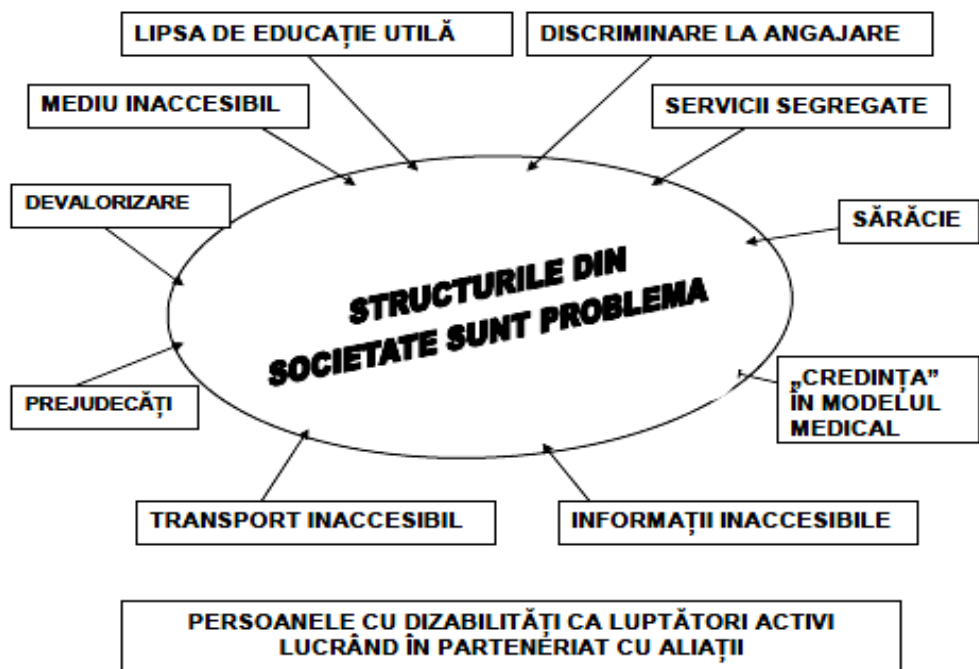 LIPSA DE EDUCAȚIE UTILĂ
DISCRIMINARE LA ANGAJARE
MEDIU INACCESIBIL
SERVICII SEGREGATE
DEVALORIZARE
SĂRĂCIE
STRUCTURILE DIN
SOCIETATE SUNT PROBLEMA
PREJUDECĂȚI
„CREDINȚA”
ÎN MODELUL
MEDICAL
TRANSPORT INACCESIBIL
INFORMAȚII INACCESIBILE
PERSOANELE CU DIZABILITĂȚI CA LUPTĂTORI ACTIVI
LUCRÂND ÎN PARTENERIAT CU ALIAȚII